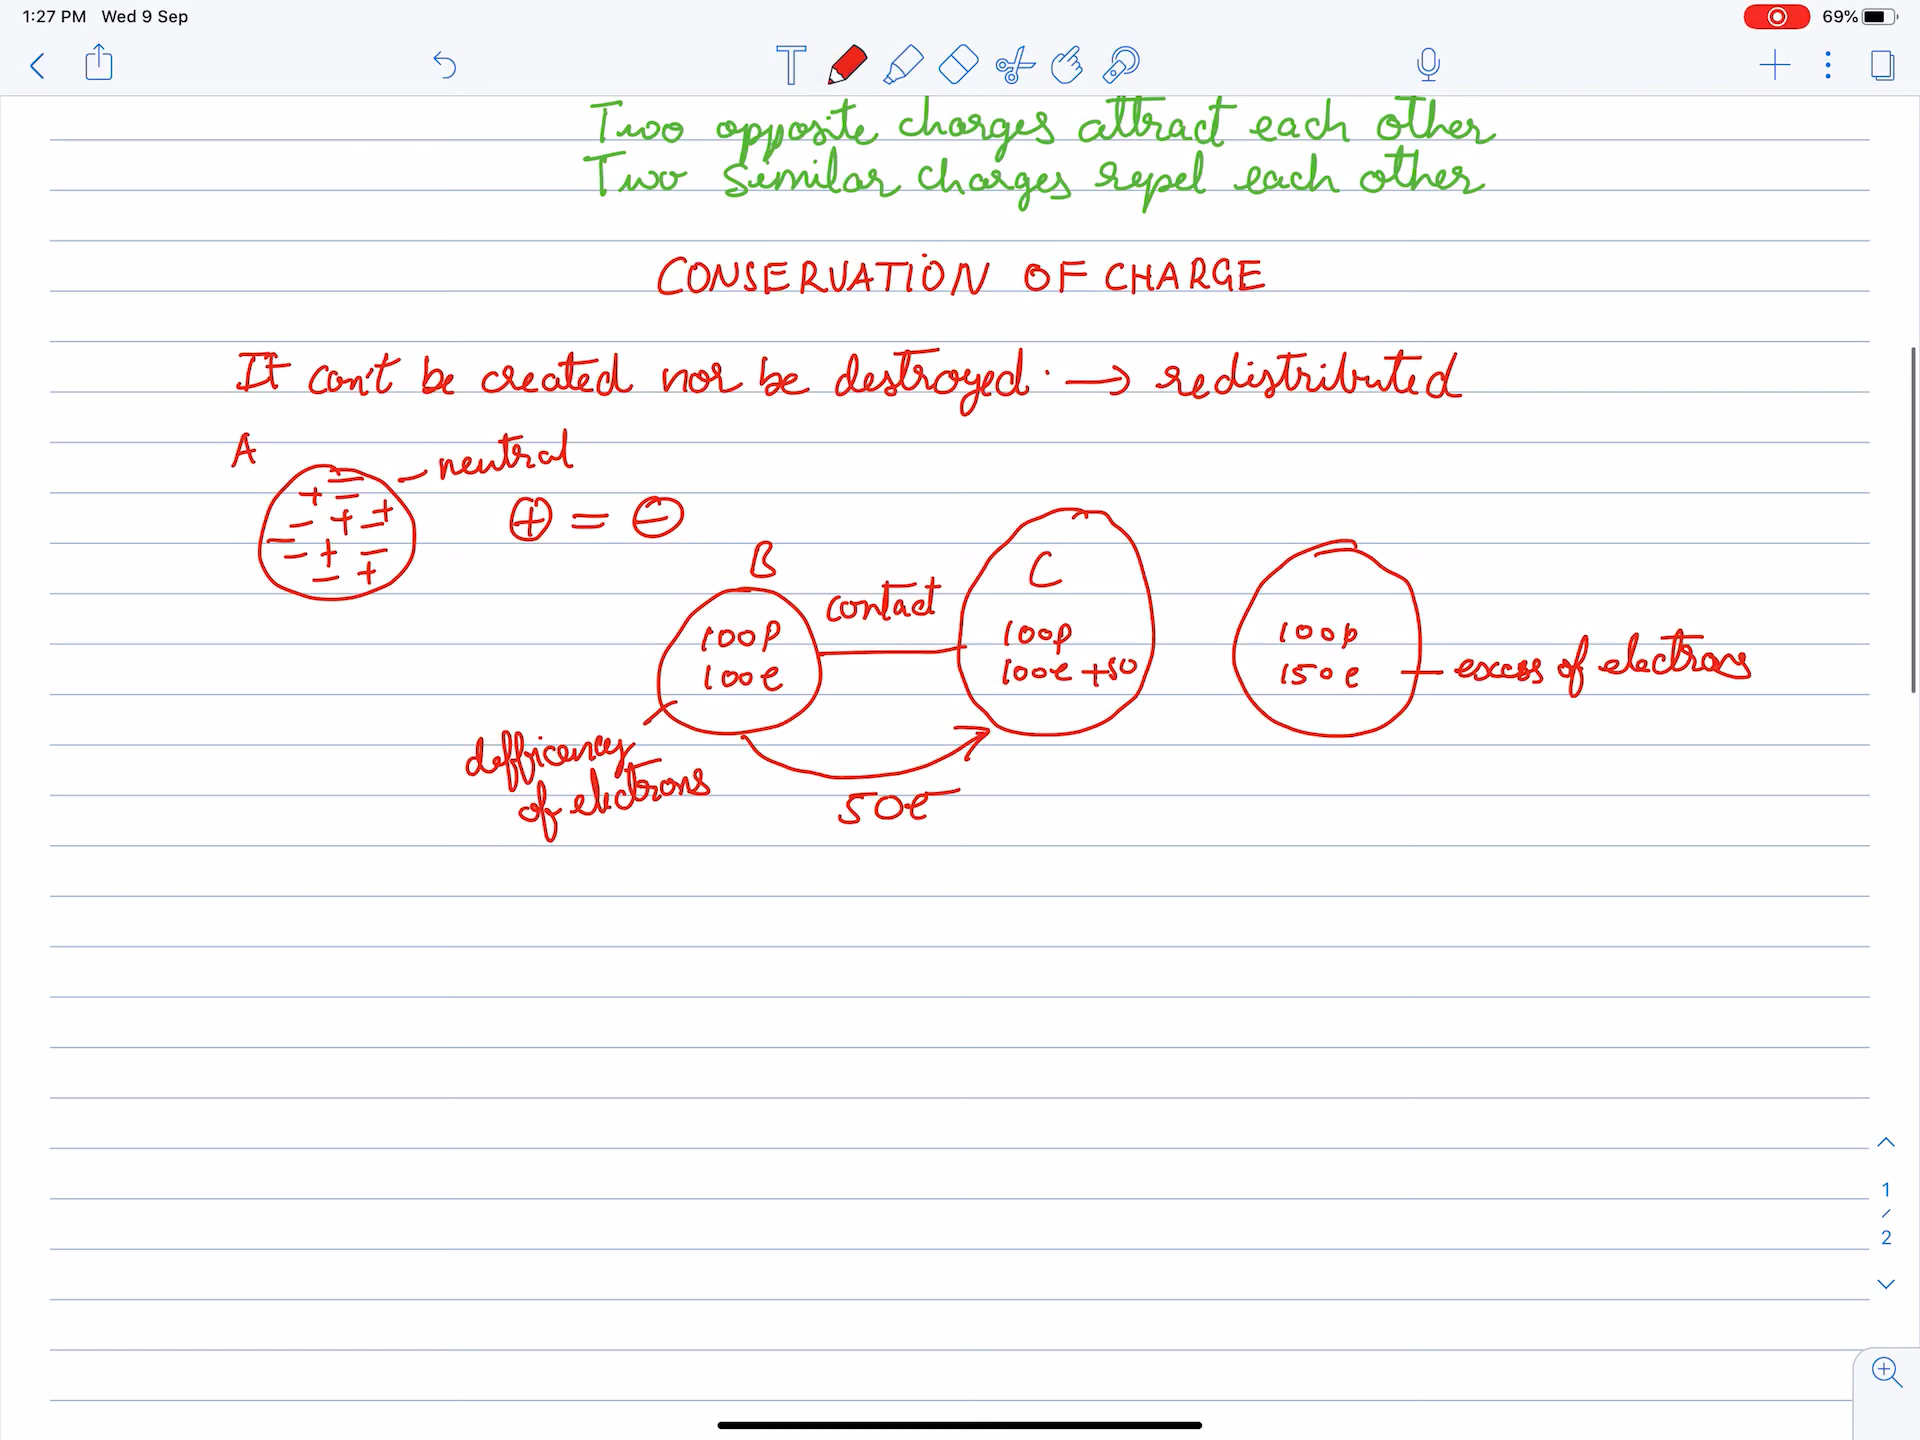 1:27 PM Wed 9 Sep
69%
Two opposite charges attract each other
Two similar charges repel each other
CONSERVATION OF CHARGE
It can't be created nor be destroyed. → redistributed
A
neutral
+ = -
B
contact
C
100p
100e
100p
100e +50
100p
150e
excess of electrons
defficency
of electrons
50e-
1
/
2